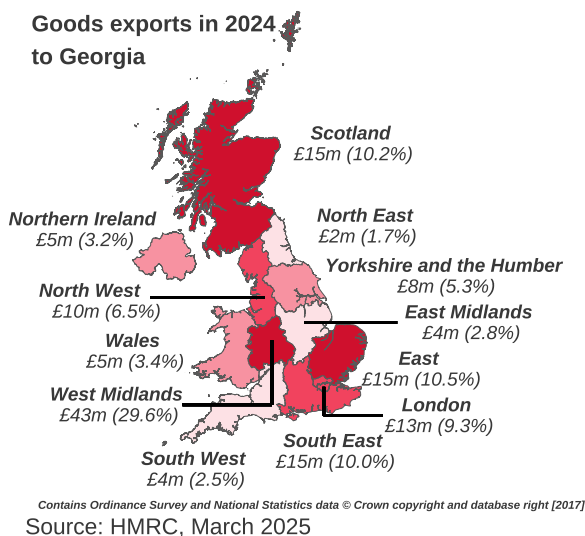 Goods exports in 2024
to Georgia
Scotland
£15m (10.2%)
Northern Ireland
£5m (3.2%)
North East
£2m (1.7%)
Yorkshire and the Humber
£8m (5.3%)
North West
£10m (6.5%)
East Midlands
£4m (2.8%)
Wales
£5m (3.4%)
East
£15m (10.5%)
West Midlands
£43m (29.6%)
London
£13m (9.3%)
South East
£15m (10.0%)
South West
£4m (2.5%)
Contains Ordinance Survey and National Statistics data © Crown copyright and database right [2017]
Source: HMRC, March 2025